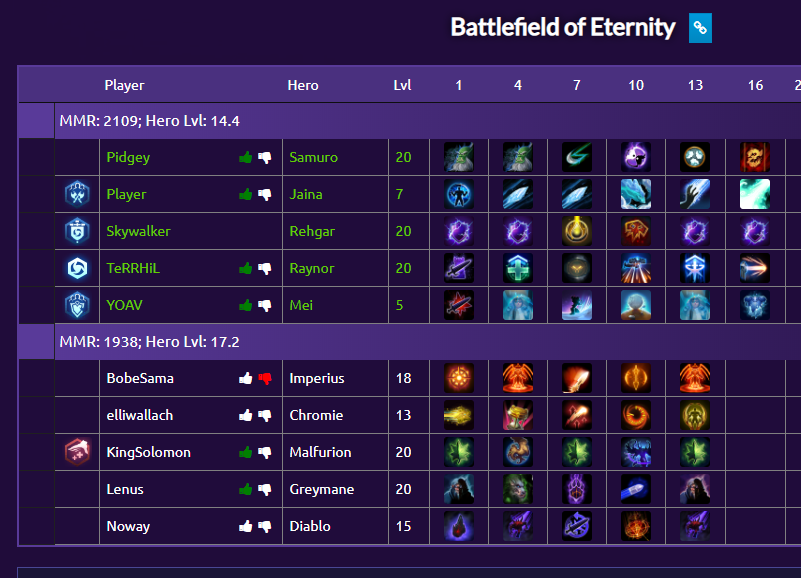 Battlefield of Eternity
Player Hero Lvl 1 4 7 10 13 16 2
MMR: 2109; Hero Lvl: 14.4
Pidgey Samuro 20
Player Jaina 7
Skywalker Rehgar 20
TeRRHiL Raynor 20
YOAV Mei 5
MMR: 1938; Hero Lvl: 17.2
BobeSama Imperius 18
elliwallach Chromie 13
KingSolomon Malfurion 20
Lenus Greymane 20
Noway Diablo 15